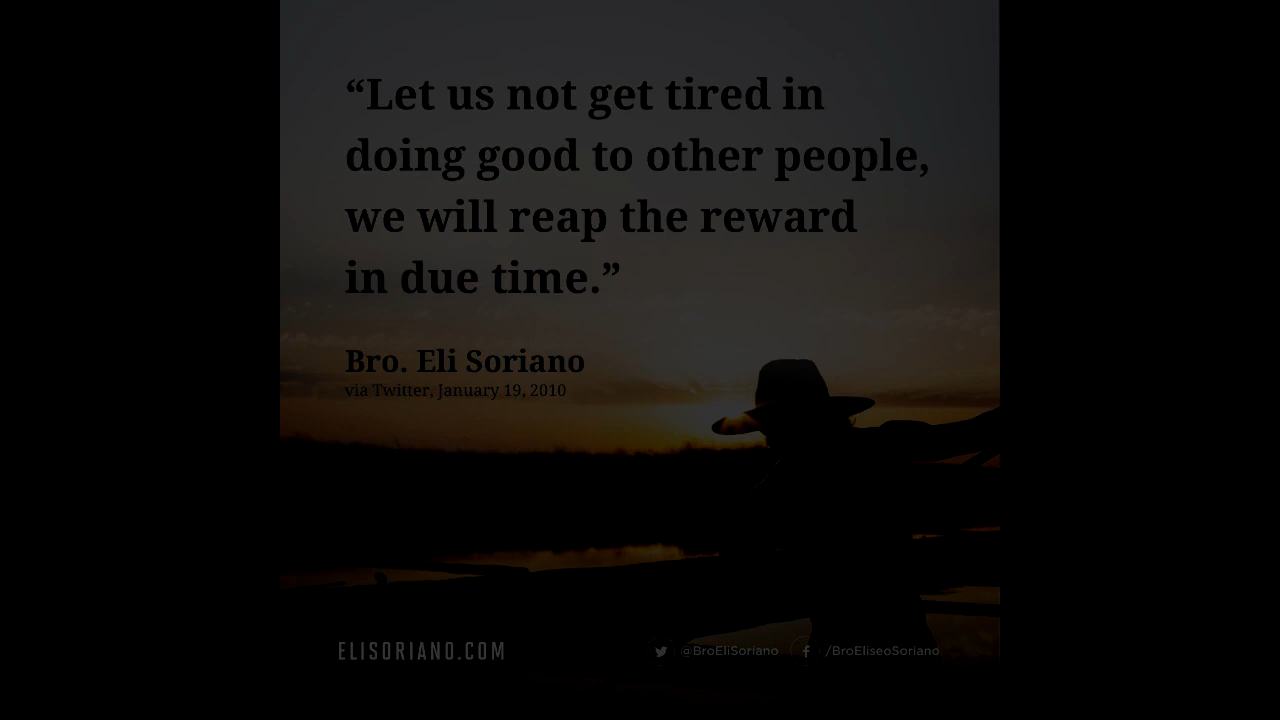 “Let us not get tired in
doing good to other people,
we will reap the reward
in due time.”
Bro. Eli Soriano
via Twitter, January 19, 2010
ELISORIANO.COM
@BroEliSoriano
/BroEliseoSoriano